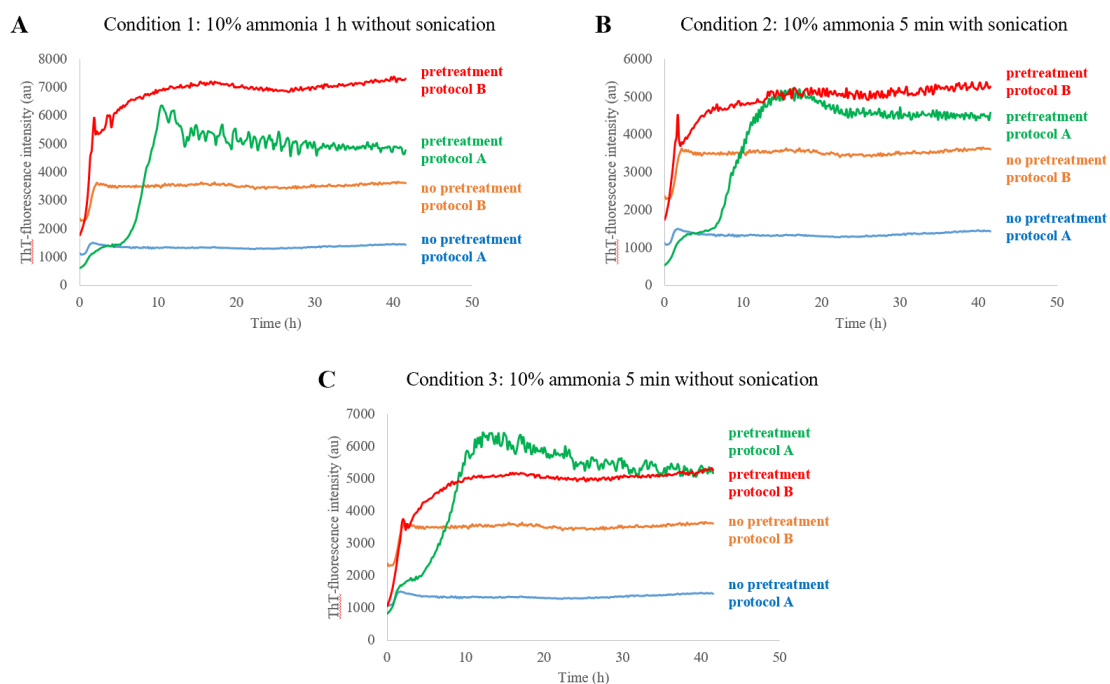 A
Condition 1: 10% ammonia 1 h without sonication
ThT-fluorescence intensity (au)
8000
7000
6000
5000
4000
3000
2000
1000
0
0 10 20 30 40 50
Time (h)
pretreatment
protocol B
pretreatment
protocol A
no pretreatment
protocol B
no pretreatment
protocol A
B
Condition 2: 10% ammonia 5 min with sonication
ThT-fluorescence intensity (au)
6000
5000
4000
3000
2000
1000
0
0 10 20 30 40 50
Time (h)
pretreatment
protocol B
pretreatment
protocol A
no pretreatment
protocol B
no pretreatment
protocol A
C
Condition 3: 10% ammonia 5 min without sonication
ThT-fluorescence intensity (au)
7000
6000
5000
4000
3000
2000
1000
0
0 10 20 30 40 50
Time (h)
pretreatment
protocol A
pretreatment
protocol B
no pretreatment
protocol B
no pretreatment
protocol A